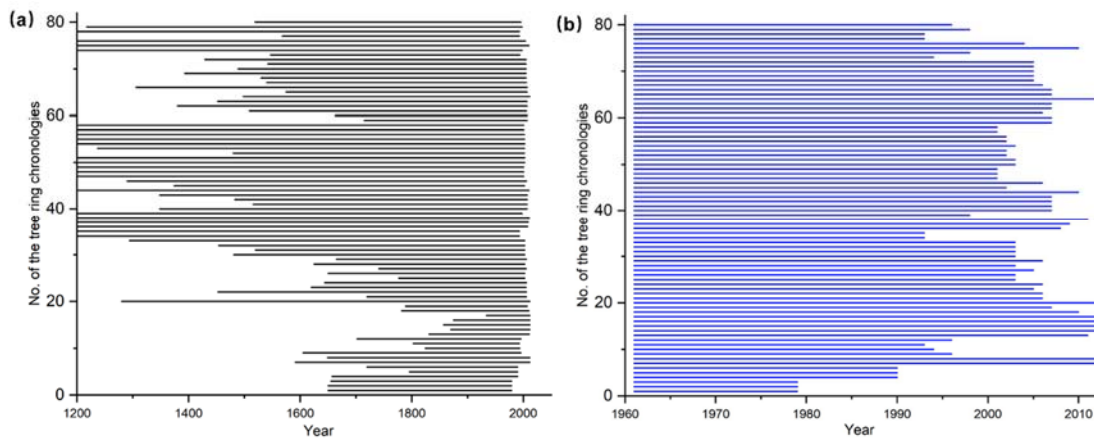 (a)
No. of the tree ring chronologies
80
60
40
20
0
1200 1400 1600 1800 2000
Year
(b)
No. of the tree ring chronologies
80
60
40
20
0
1960 1970 1980 1990 2000 2010
Year